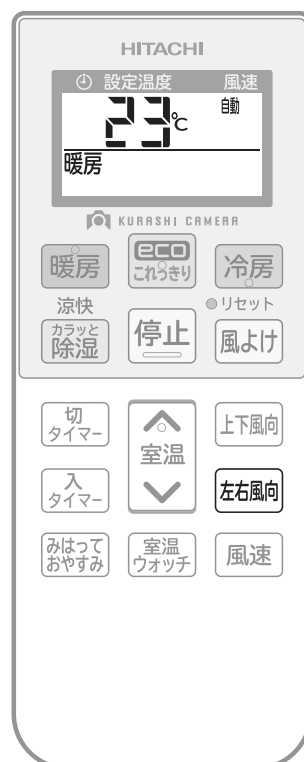 HITACHI
設定温度 風速
23℃ 自動
暖房
KURASHI CAMERA
暖房 eco これっきり 冷房
涼快 リセット
カラッと除湿 停止 風よけ
切タイマー 室温 上下風向
入タイマー 左右風向
みはっておやすみ 室温ウォッチ 風速